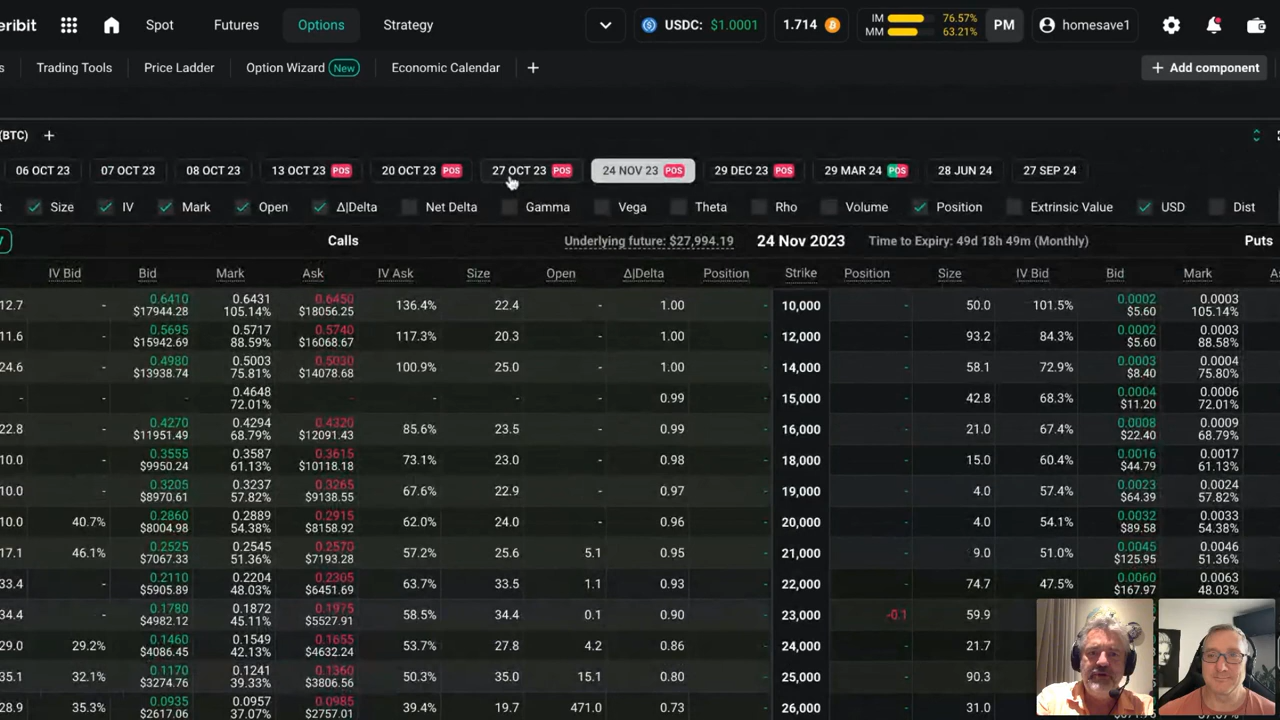 eribit Spot Futures Options Strategy USDC: $1.0001 1.714 IM 76.57% MM 63.21% PM homesave1
s Trading Tools Price Ladder Option Wizard New Economic Calendar + Add component
(BTC) +
06 OCT 23 07 OCT 23 08 OCT 23 13 OCT 23 POS 20 OCT 23 POS 27 OCT 23 POS 24 NOV 23 POS 29 DEC 23 POS 29 MAR 24 POS 28 JUN 24 27 SEP 24
t Size IV Mark Open Δ|Delta Net Delta Gamma Vega Theta Rho Volume Position Extrinsic Value USD Dist
Calls Underlying future: $27,994.19 24 Nov 2023 Time to Expiry: 49d 18h 49m (Monthly) Puts
IV Bid Bid Mark Ask IV Ask Size Open Δ|Delta Position Strike Position Size IV Bid Bid Mark As
12.7 - 0.6410 0.6431 0.6450 136.4% 22.4 - 1.00 - 10,000 - 50.0 101.5% 0.0002 0.0003
$17944.28 105.14% $18056.25 $5.60 105.14%
11.6 - 0.5695 0.5717 0.5740 117.3% 20.3 - 1.00 - 12,000 - 93.2 84.3% 0.0002 0.0003
$15942.69 88.59% $16068.67 $5.60 88.58%
24.6 - 0.4980 0.5003 0.5030 100.9% 25.0 - 1.00 - 14,000 - 58.1 72.9% 0.0003 0.0004
$13938.74 75.81% $14078.68 $8.40 75.80%
- - 0.4648 - - - - 0.99 - 15,000 - 42.8 68.3% 0.0004 0.0006
72.01% $11.20 72.01%
22.8 - 0.4270 0.4294 0.4320 85.6% 23.5 - 0.99 - 16,000 - 21.0 67.4% 0.0008 0.0009
$11951.49 68.79% $12091.43 $22.40 68.79%
10.0 - 0.3555 0.3587 0.3615 73.1% 23.0 - 0.98 - 18,000 - 15.0 60.4% 0.0016 0.0017
$9950.24 61.13% $10118.18 $44.79 61.13%
10.0 - 0.3205 0.3237 0.3265 67.6% 22.9 - 0.97 - 19,000 - 4.0 57.4% 0.0023 0.0024
$8970.61 57.82% $9138.55 $64.39 57.82%
10.0 40.7% 0.2860 0.2889 0.2915 62.0% 24.0 - 0.96 - 20,000 - 4.0 54.1% 0.0032 0.0033
$8004.98 54.38% $8158.92 $89.58 54.38%
17.1 46.1% 0.2525 0.2545 0.2570 57.2% 25.6 5.1 0.95 - 21,000 - 9.0 51.0% 0.0045 0.0046
$7067.33 51.36% $7193.28 $125.95 51.36%
33.4 - 0.2110 0.2204 0.2305 63.7% 33.5 1.1 0.93 - 22,000 - 74.7 47.5% 0.0060 0.0063
$5905.89 48.03% $6451.69 $167.97 48.03%
34.4 - 0.1780 0.1872 0.1975 58.5% 34.4 0.1 0.90 - 23,000 -0.1 59.9
$4982.12 45.11% $5527.91
29.0 29.2% 0.1460 0.1549 0.1655 53.7% 27.8 4.2 0.86 - 24,000 - 21.7
$4086.45 42.13% $4632.24
35.1 32.1% 0.1170 0.1241 0.1360 50.3% 35.0 15.1 0.80 - 25,000 - 90.3
$3274.76 39.33% $3806.56
28.9 35.3% 0.0935 0.0957 0.0985 39.4% 19.7 471.0 0.73 - 26,000 - 31.0
$2617.06 37.07% $2757.01